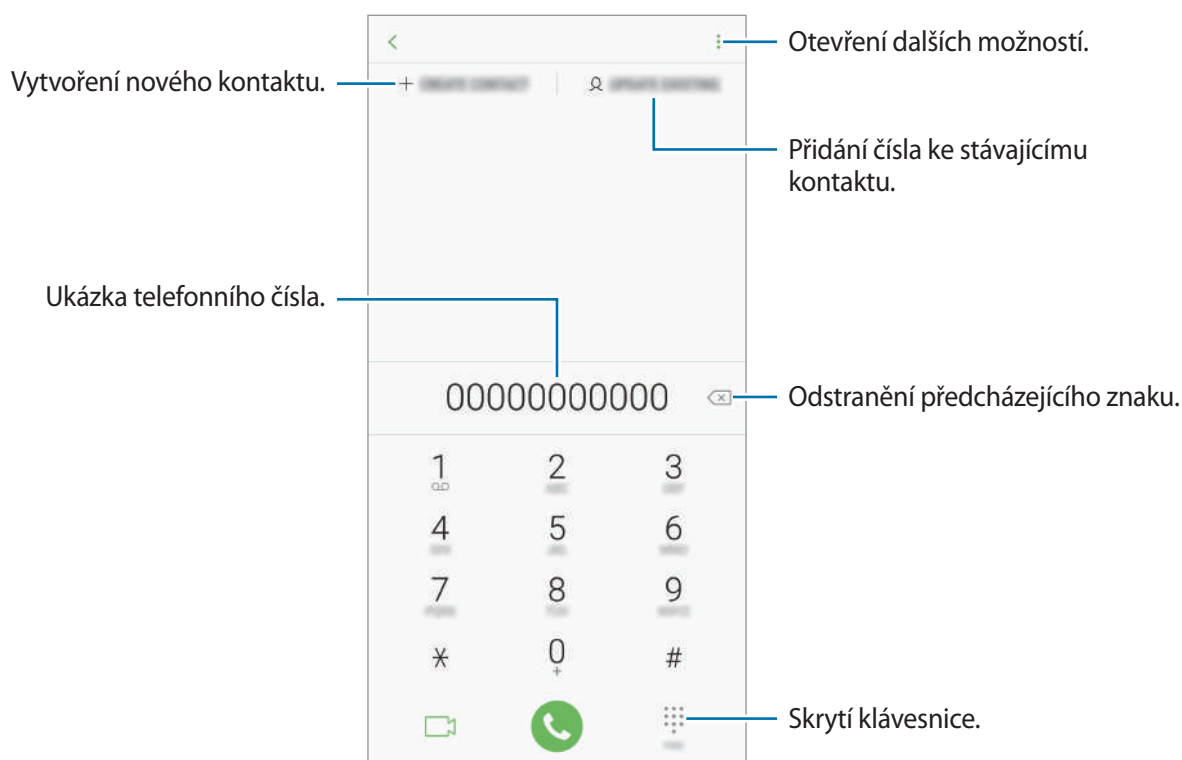 Otevření dalších možností.
Vytvoření nového kontaktu.
Přidání čísla ke stávajícímu
kontaktu.
Ukázka telefonního čísla.
00000000000
Odstranění předcházejícího znaku.
1 2 3
4 5 6
7 8 9
* 0 #
+
Skrytí klávesnice.